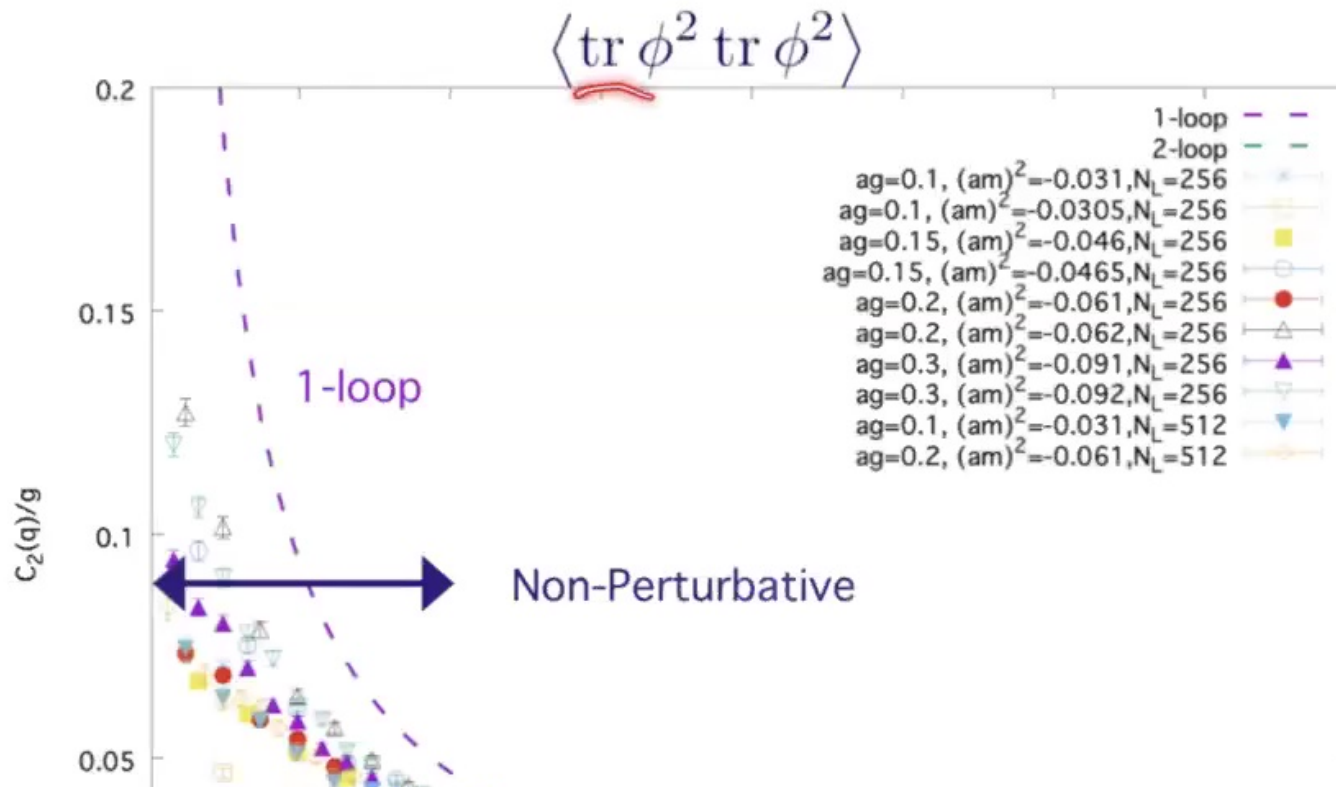 ⟨tr ϕ² tr ϕ²⟩
0.2
1-loop
2-loop
ag=0.1, (am)²=-0.031,N_L=256
ag=0.1, (am)²=-0.0305,N_L=256
ag=0.15, (am)²=-0.046,N_L=256
ag=0.15, (am)²=-0.0465,N_L=256
ag=0.2, (am)²=-0.061,N_L=256
ag=0.2, (am)²=-0.062,N_L=256
ag=0.3, (am)²=-0.091,N_L=256
ag=0.3, (am)²=-0.092,N_L=256
ag=0.1, (am)²=-0.031,N_L=512
ag=0.2, (am)²=-0.061,N_L=512
0.15
1-loop
0.1
C₂(q)/g
Non-Perturbative
0.05